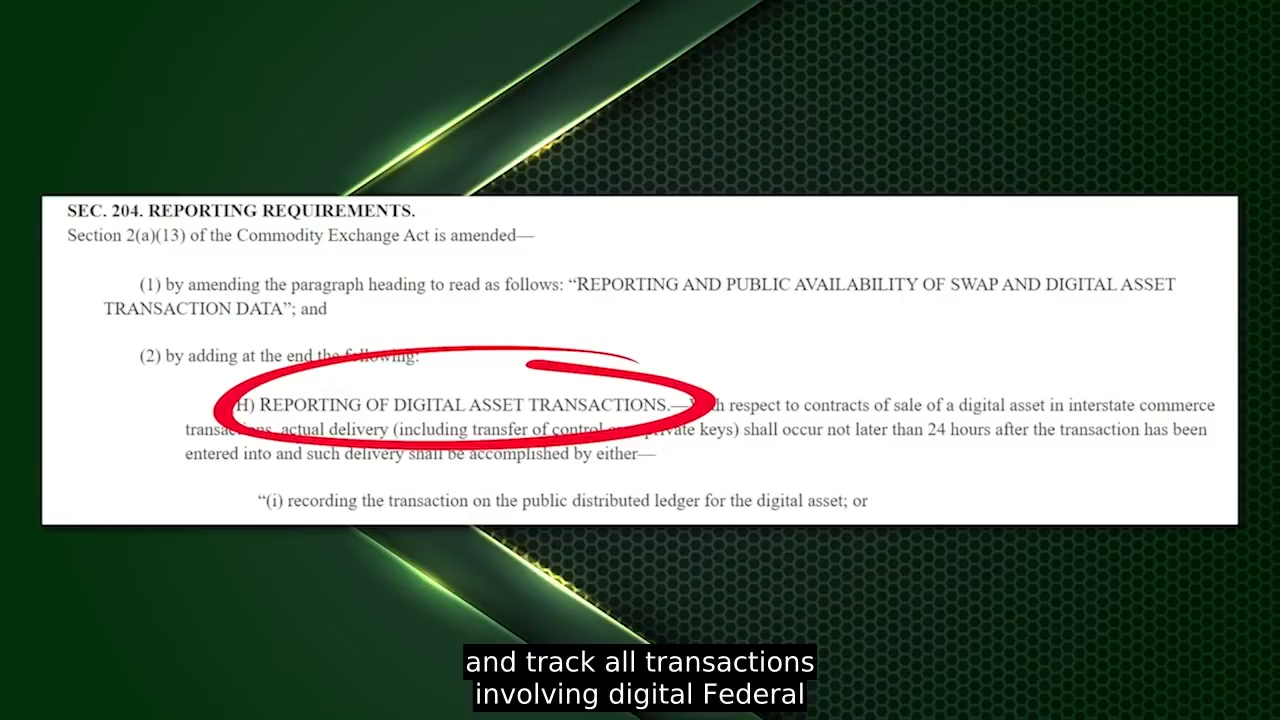 SEC. 204. REPORTING REQUIREMENTS.
Section 2(a)(13) of the Commodity Exchange Act is amended—
(1) by amending the paragraph heading to read as follows: “REPORTING AND PUBLIC AVAILABILITY OF SWAP AND DIGITAL ASSET
TRANSACTION DATA”; and
(2) by adding at the end the following:
H) REPORTING OF DIGITAL ASSET TRANSACTIONS.—With respect to contracts of sale of a digital asset in interstate commerce
transactions, actual delivery (including transfer of control over private keys) shall occur not later than 24 hours after the transaction has been
entered into and such delivery shall be accomplished by either—
“(i) recording the transaction on the public distributed ledger for the digital asset; or
and track all transactions
involving digital Federal